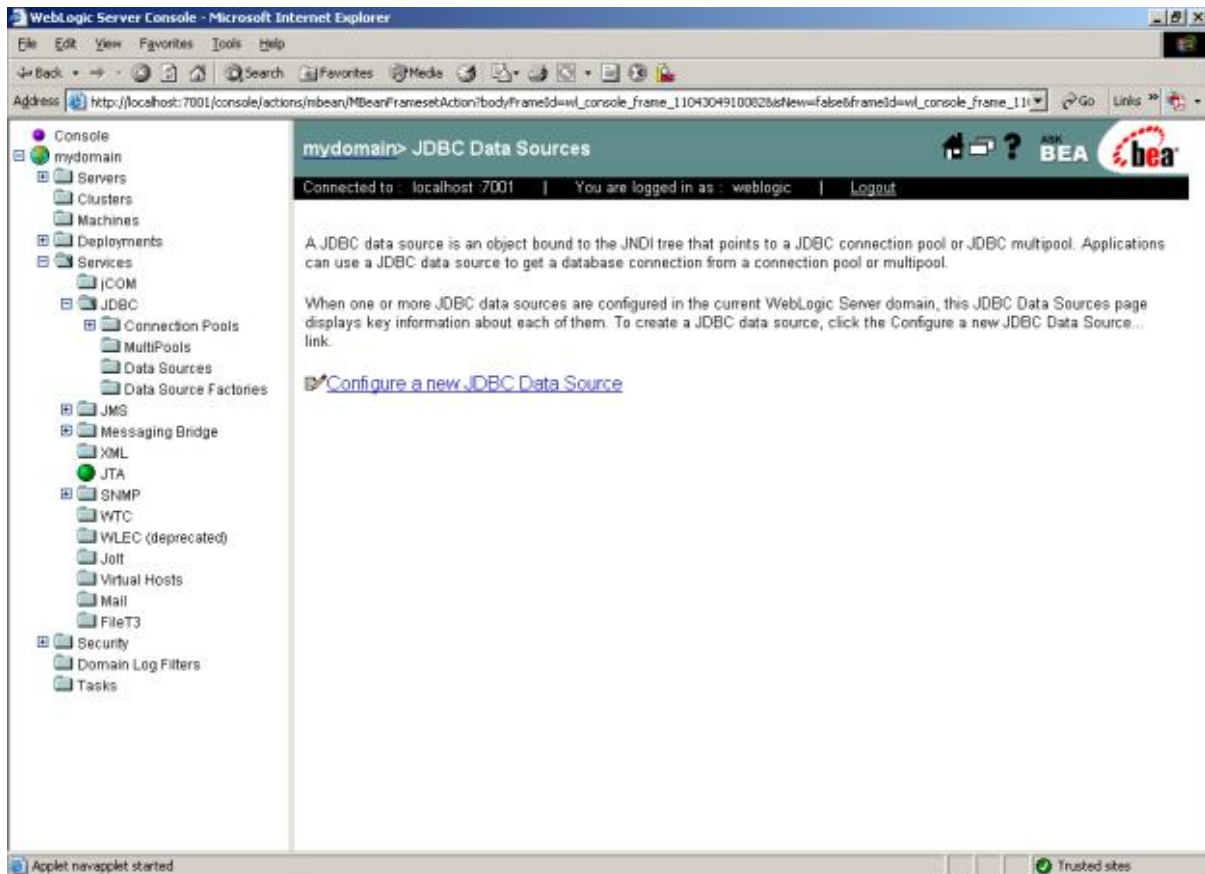 WebLogic Server Console - Microsoft Internet Explorer
File Edit View Favorites Tools Help
Back Search Favorites Media
Address http://localhost:7001/console/actions/mbean/MBeanFramesetAction?bodyFrameId=wl_console_frame_1104304910082&isNew=false&frameId=wl_console_frame_11 Go Links »
Console
mydomain
Servers
Clusters
Machines
Deployments
Services
jCOM
JDBC
Connection Pools
MultiPools
Data Sources
Data Source Factories
JMS
Messaging Bridge
XML
JTA
SNMP
WTC
WLEC (deprecated)
Jolt
Virtual Hosts
Mail
FileT3
Security
Domain Log Filters
Tasks
mydomain> JDBC Data Sources
? ASK BEA bea
Connected to : localhost :7001 | You are logged in as : weblogic | Logout
A JDBC data source is an object bound to the JNDI tree that points to a JDBC connection pool or JDBC multipool. Applications
can use a JDBC data source to get a database connection from a connection pool or multipool.
When one or more JDBC data sources are configured in the current WebLogic Server domain, this JDBC Data Sources page
displays key information about each of them. To create a JDBC data source, click the Configure a new JDBC Data Source...
link.
Configure a new JDBC Data Source
Applet navapplet started
Trusted sites